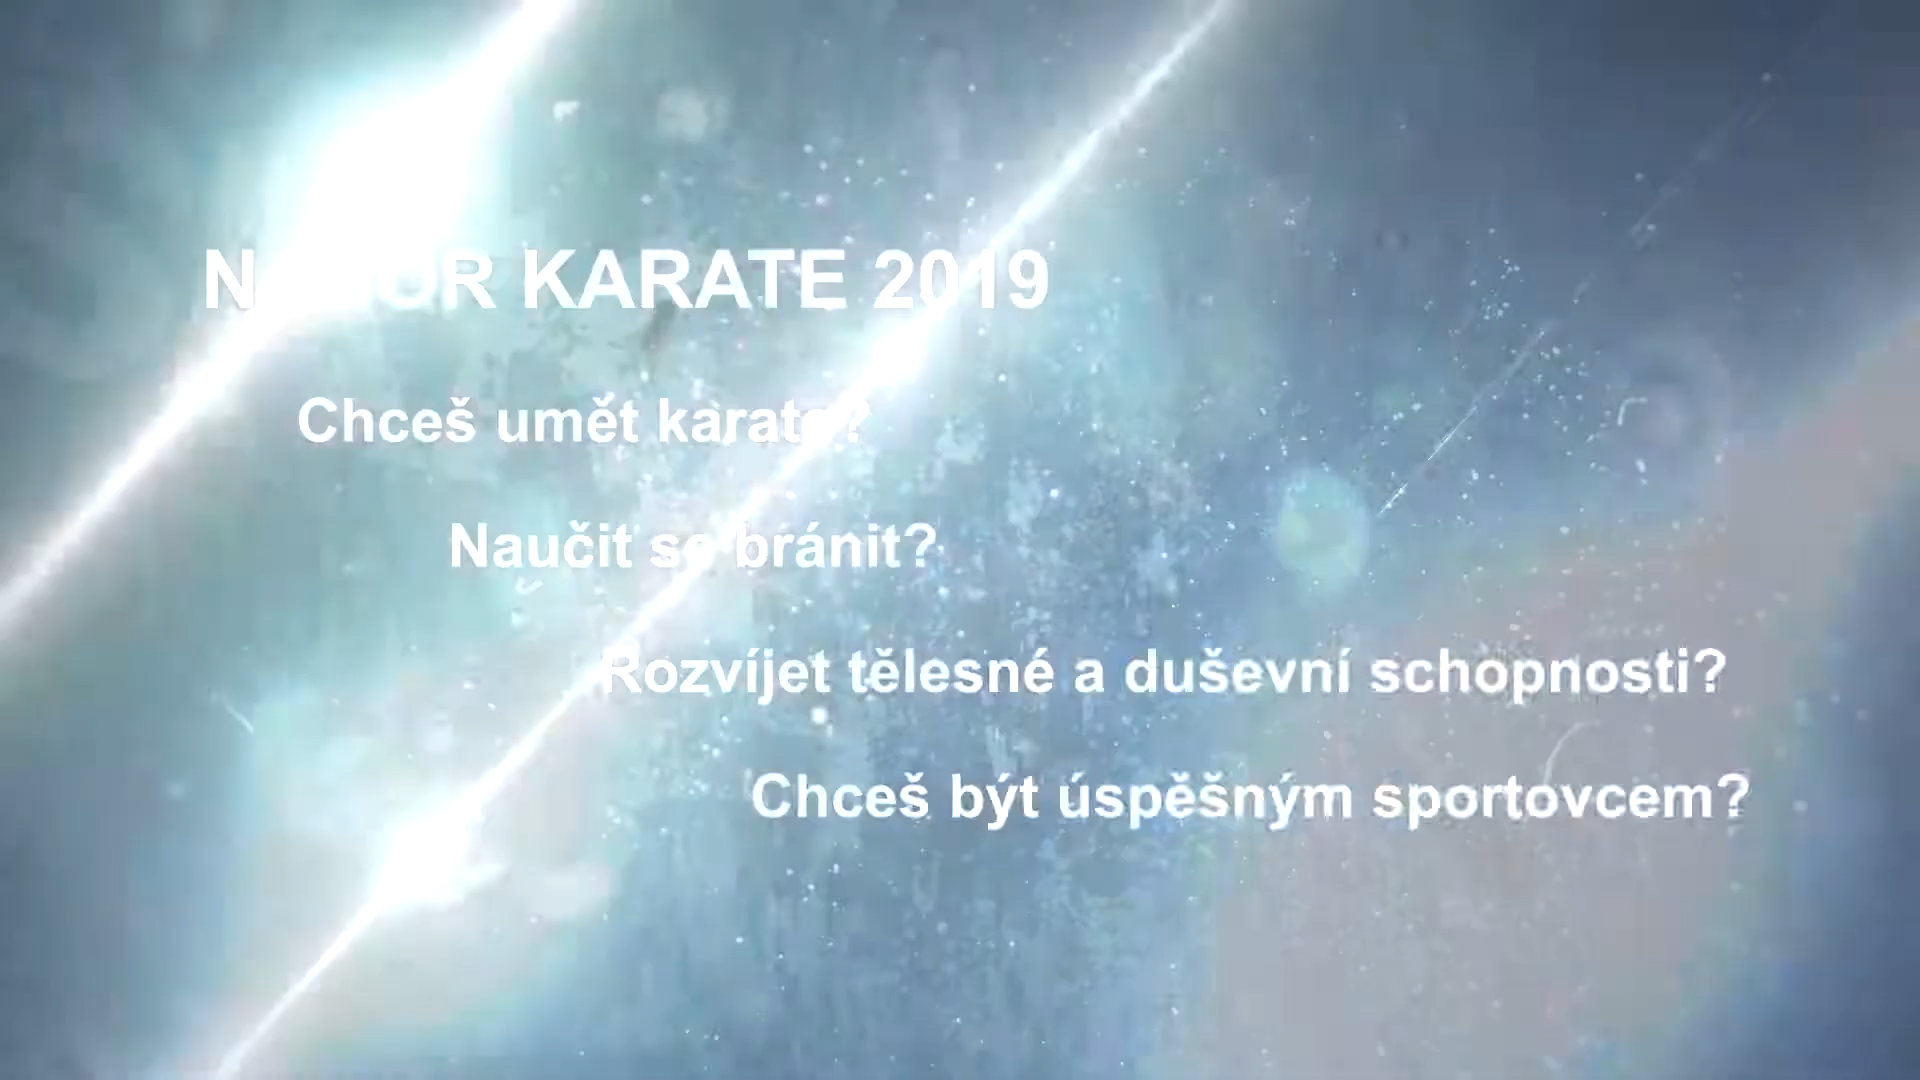 KARATE 2019
Chceš umět karate?
Naučit se bránit?
Rozvíjet tělesné a duševní schopnosti?
Chceš být úspěšným sportovcem?